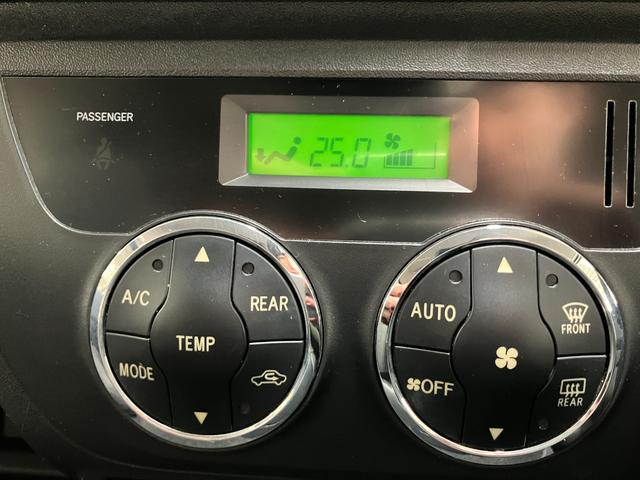 PASSENGER
25.0
A/C
REAR
TEMP
MODE
AUTO
FRONT
OFF
REAR